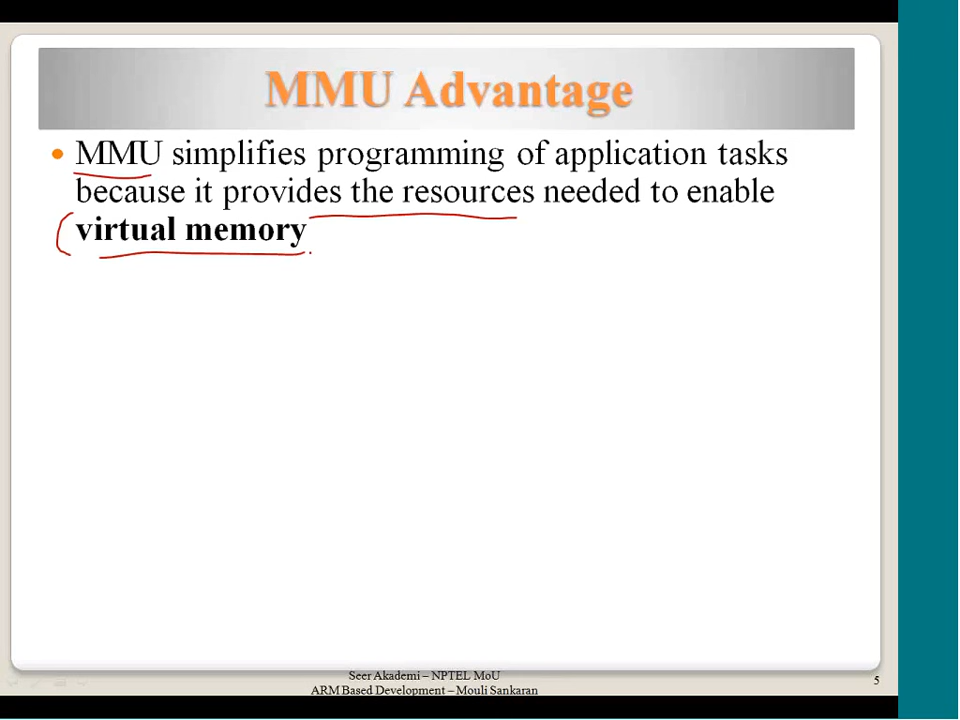 MMU Advantage
MMU simplifies programming of application tasks
because it provides the resources needed to enable
virtual memory
Seer Akademi – NPTEL MoU
ARM Based Development – Mouli Sankaran
5